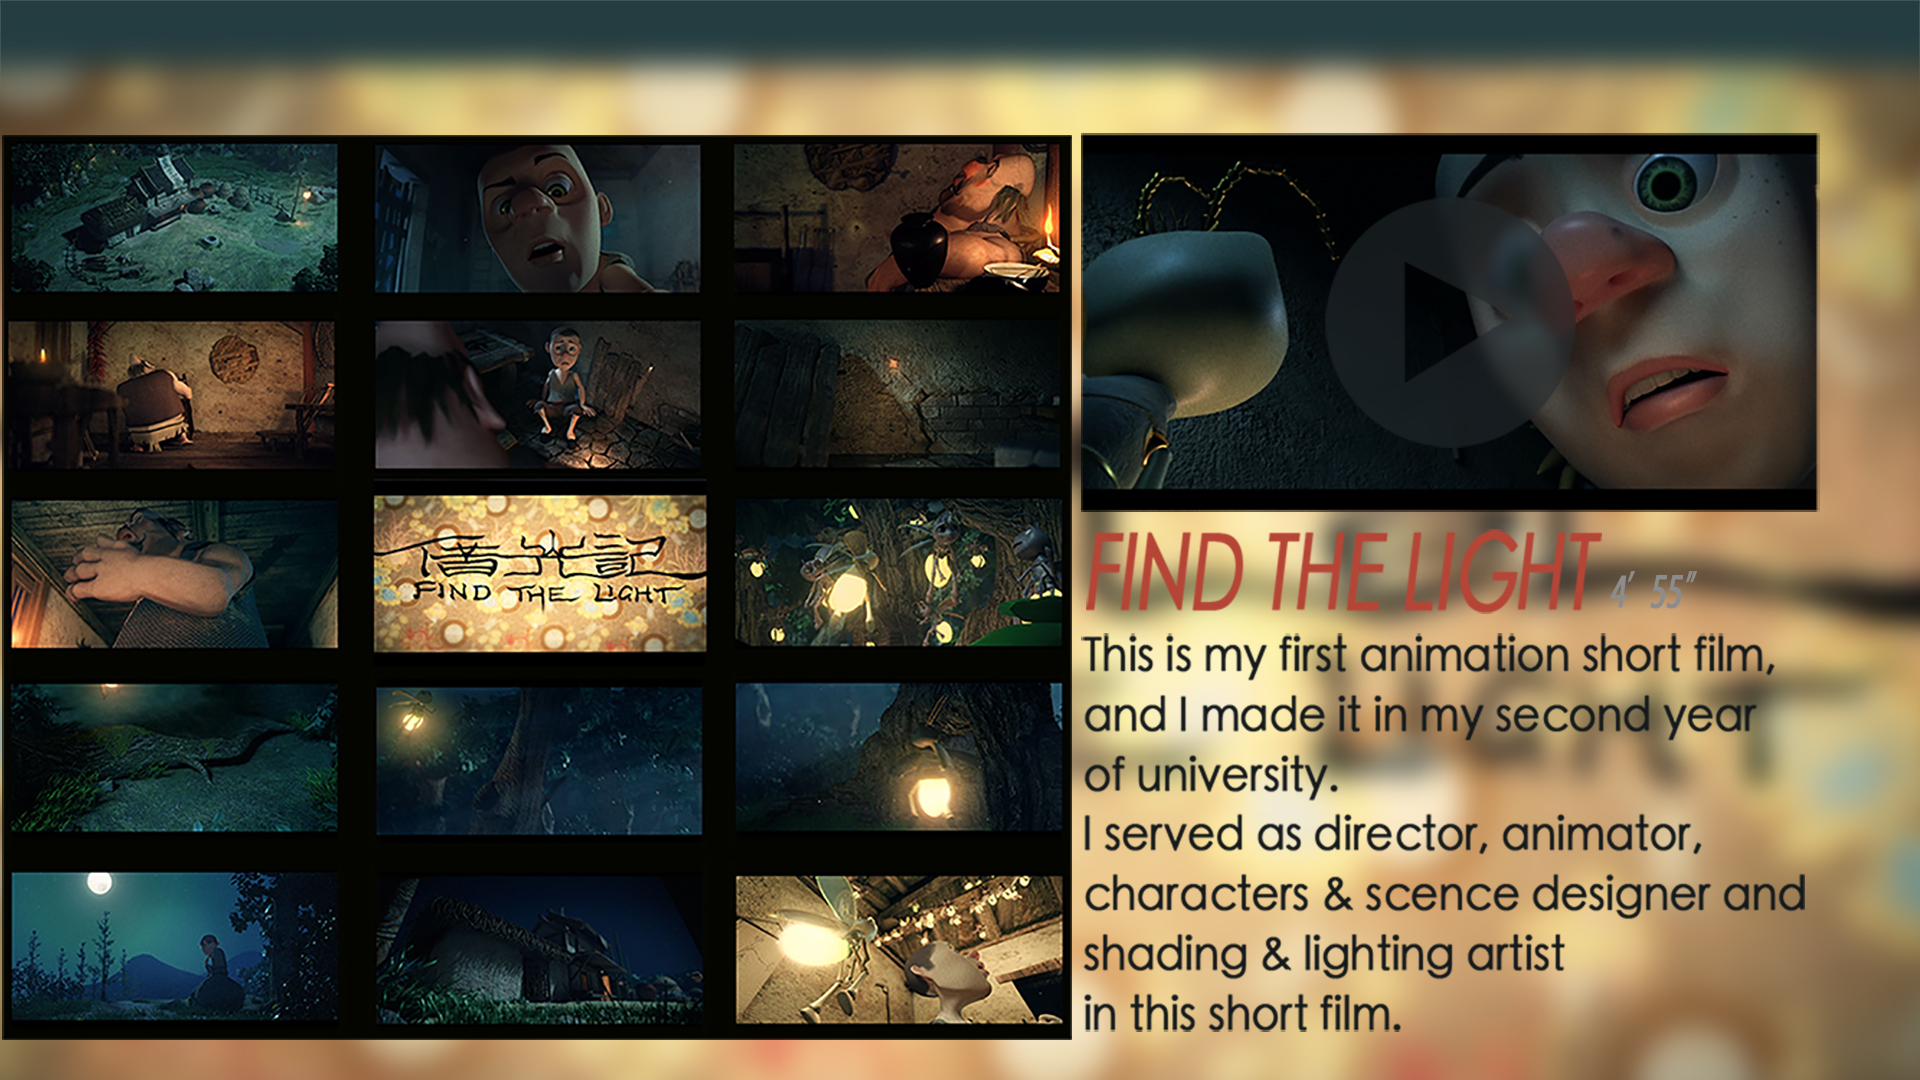 借光記
FIND THE LIGHT
FIND THE LIGHT 4' 55"
This is my first animation short film,
and I made it in my second year
of university.
I served as director, animator,
characters & scence designer and
shading & lighting artist
in this short film.